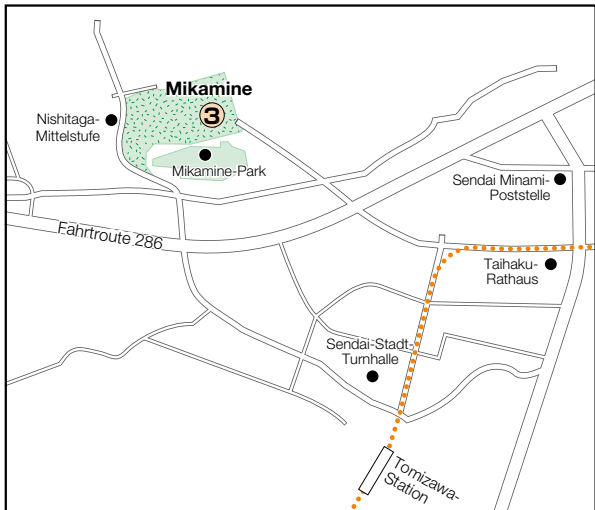 Mikamine
3
Nishitaga-
Mittelstufe
Mikamine-Park
Sendai Minami-
Poststelle
Fahrtroute 286
Taihaku-
Rathaus
Sendai-Stadt-
Turnhalle
Tomizawa-
Station